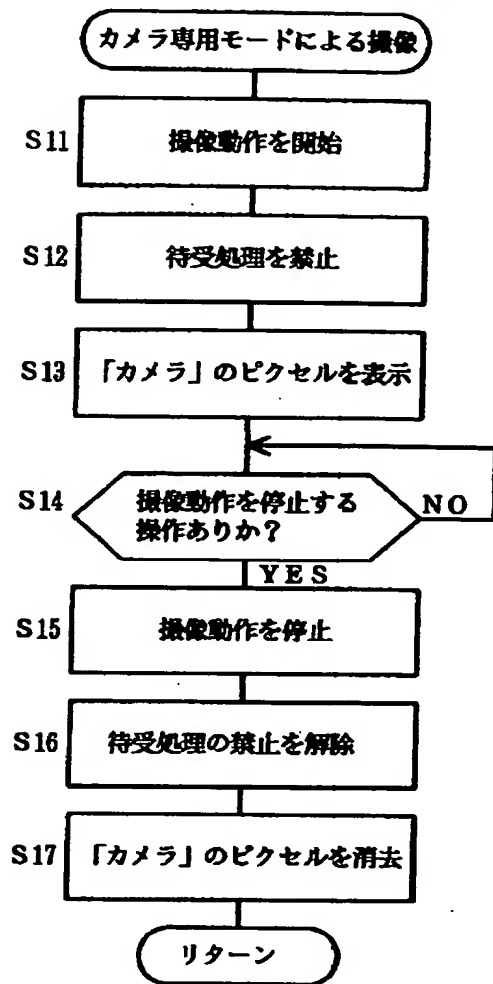 カメラ専用モードによる撮像
S11
撮像動作を開始
S12
待受処理を禁止
S13
「カメラ」のピクセルを表示
S14
撮像動作を停止する
操作ありか？
NO
YES
S15
撮像動作を停止
S16
待受処理の禁止を解除
S17
「カメラ」のピクセルを消去
リターン